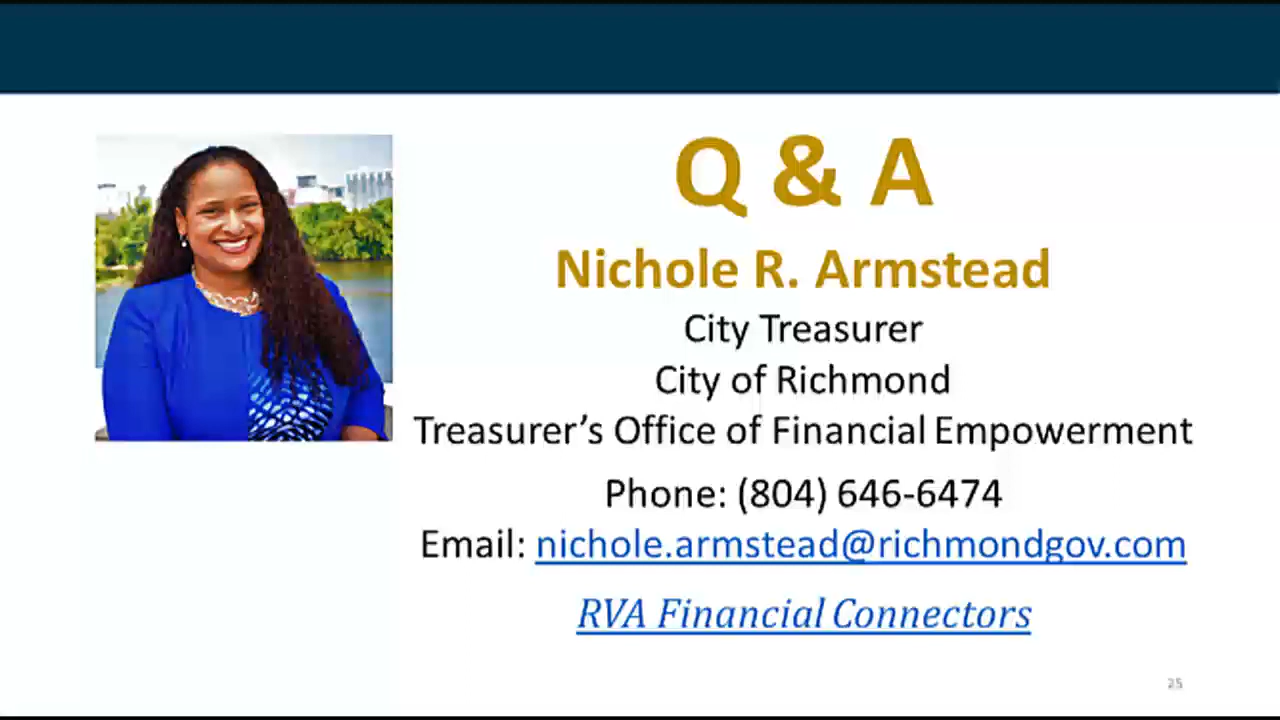 Q & A
Nichole R. Armstead
City Treasurer
City of Richmond
Treasurer’s Office of Financial Empowerment
Phone: (804) 646-6474
Email: nichole.armstead@richmondgov.com
RVA Financial Connectors
25